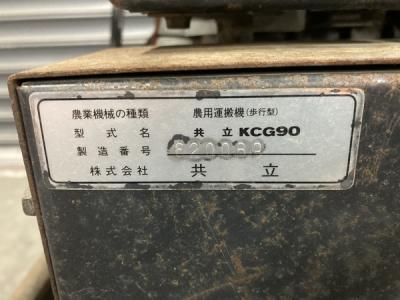 農業機械の種類 農用運搬機(歩行型)
型式名 共立 KCG90
製造番号 620069
株式会社 共立